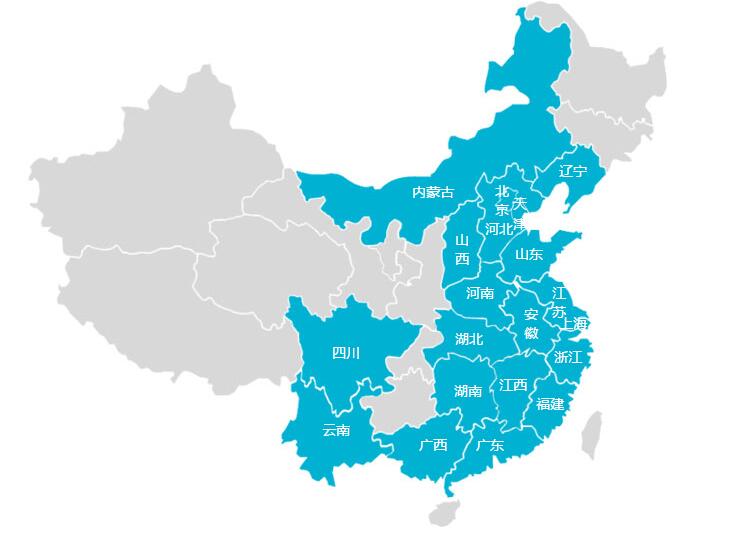 辽宁
内蒙古
北京
天津
河北
山西
山东
河南
江苏
安徽
上海
湖北
四川
浙江
湖南
江西
福建
云南
广西
广东